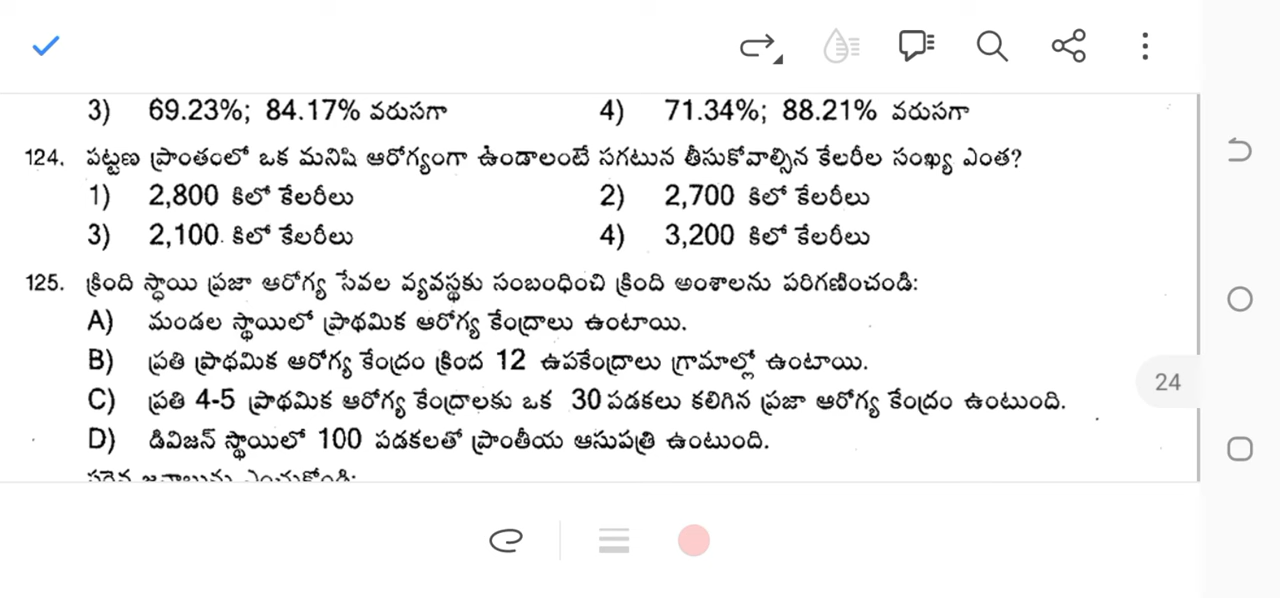 3) 69.23%; 84.17% వరుసగా 4) 71.34%; 88.21% వరుసగా
124. పట్టణ ప్రాంతంలో ఒక మనిషి ఆరోగ్యంగా ఉండాలంటే సగటున తీసుకోవాల్సిన కేలరీల సంఖ్య ఎంత?
1) 2,800 కిలో కేలరీలు 2) 2,700 కిలో కేలరీలు
3) 2,100 కిలో కేలరీలు 4) 3,200 కిలో కేలరీలు
125. క్రింది స్థాయి ప్రజా ఆరోగ్య సేవల వ్యవస్థకు సంబంధించి క్రింది అంశాలను పరిగణించండి:
A) మండల స్థాయిలో ప్రాథమిక ఆరోగ్య కేంద్రాలు ఉంటాయి.
B) ప్రతి ప్రాథమిక ఆరోగ్య కేంద్రం క్రింద 12 ఉపకేంద్రాలు గ్రామాల్లో ఉంటాయి.
C) ప్రతి 4-5 ప్రాథమిక ఆరోగ్య కేంద్రాలకు ఒక 30 పడకలు కలిగిన ప్రజా ఆరోగ్య కేంద్రం ఉంటుంది.
24
D) డివిజన్ స్థాయిలో 100 పడకలతో ప్రాంతీయ ఆసుపత్రి ఉంటుంది.